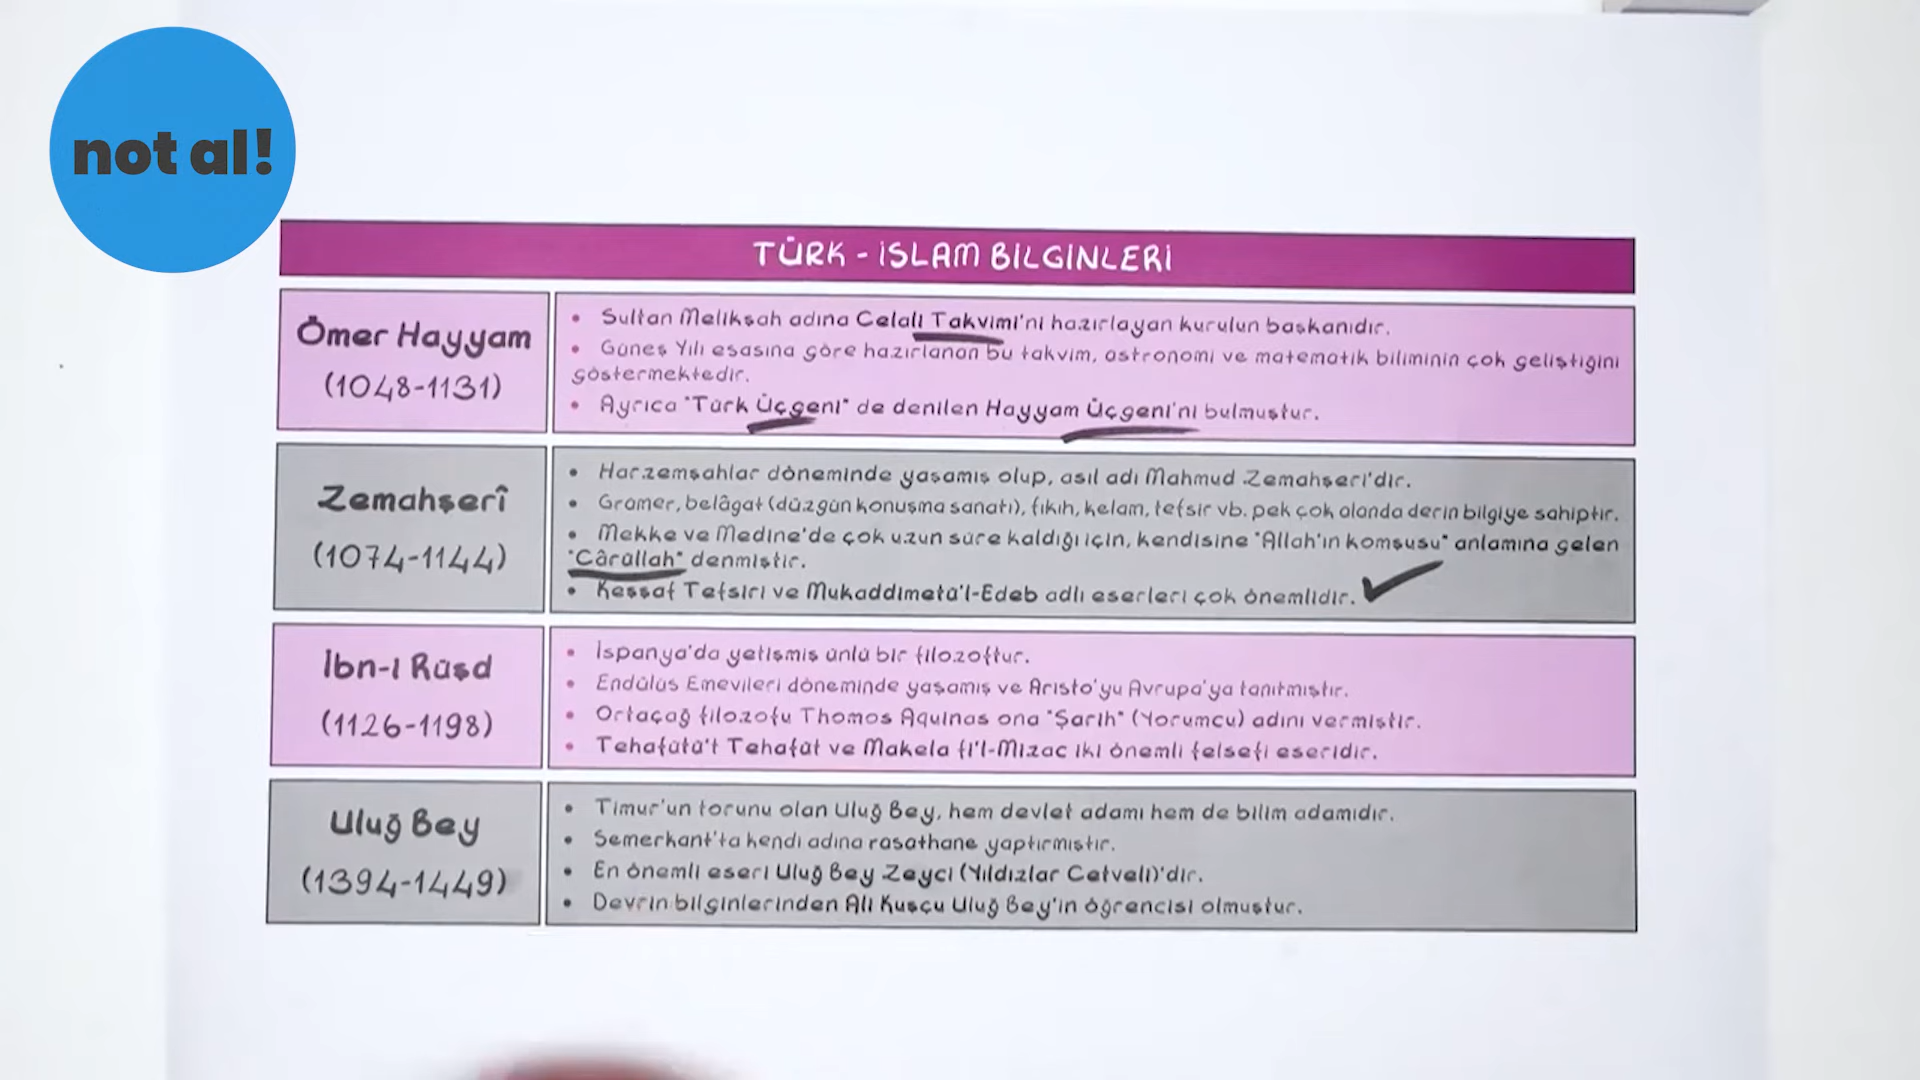 not al!
TÜRK - İSLAM BİLGİNLERİ
Ömer Hayyam
(1048-1131)
• Sultan Melikşah adına Celali Takvimi'ni hazırlayan kurulun başkanıdır.
• Güneş Yılı esasına göre hazırlanan bu takvim, astronomi ve matematik biliminin çok geliştiğini
göstermektedir.
• Ayrıca "Türk Üçgeni" de denilen Hayyam Üçgeni'ni bulmuştur.
Zemahşerî
(1074-1144)
• Harzemşahlar döneminde yaşamış olup, asıl adı Mahmud Zemahşeri'dir.
• Gramer, belâgat (düzgün konuşma sanatı), fıkıh, kelam, tefsir vb. pek çok alanda derin bilgiye sahiptir.
• Mekke ve Medine'de çok uzun süre kaldığı için, kendisine "Allah'ın komşusu" anlamına gelen
"Cârullah" denmiştir.
• Keşşaf Tefsiri ve Mukaddimetü'l-Edeb adlı eserleri çok önemlidir.
İbn-i Rüşd
(1126-1198)
• İspanya'da yetişmiş ünlü bir filozoftur.
• Endülüs Emevileri döneminde yaşamış ve Aristo'yu Avrupa'ya tanıtmıştır.
• Ortaçağ filozofu Thomos Aquinas ona "Şarih" (Yorumcu) adını vermiştir.
• Tehafütü't Tehafüt ve Makela fi'l-Mizac iki önemli felsefi eseridir.
Uluğ Bey
(1394-1449)
• Timur'un torunu olan Uluğ Bey, hem devlet adamı hem de bilim adamıdır.
• Semerkant'ta kendi adına rasathane yaptırmıştır.
• En önemli eseri Uluğ Bey Zeyci (Yıldızlar Cetveli)'dir.
• Devrin bilginlerinden Ali Kuşçu Uluğ Bey'in öğrencisi olmuştur.